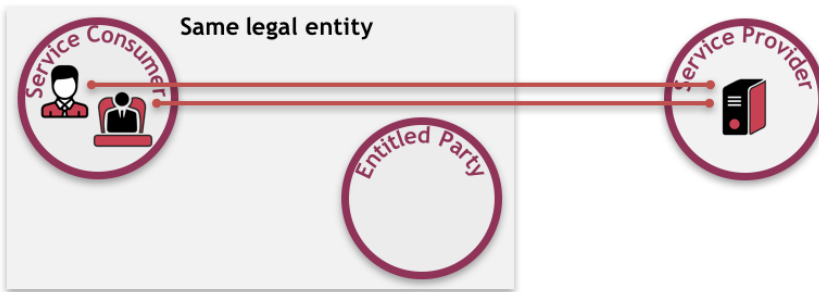 Same legal entity
Service Consumer
Service Provider
Entitled Party